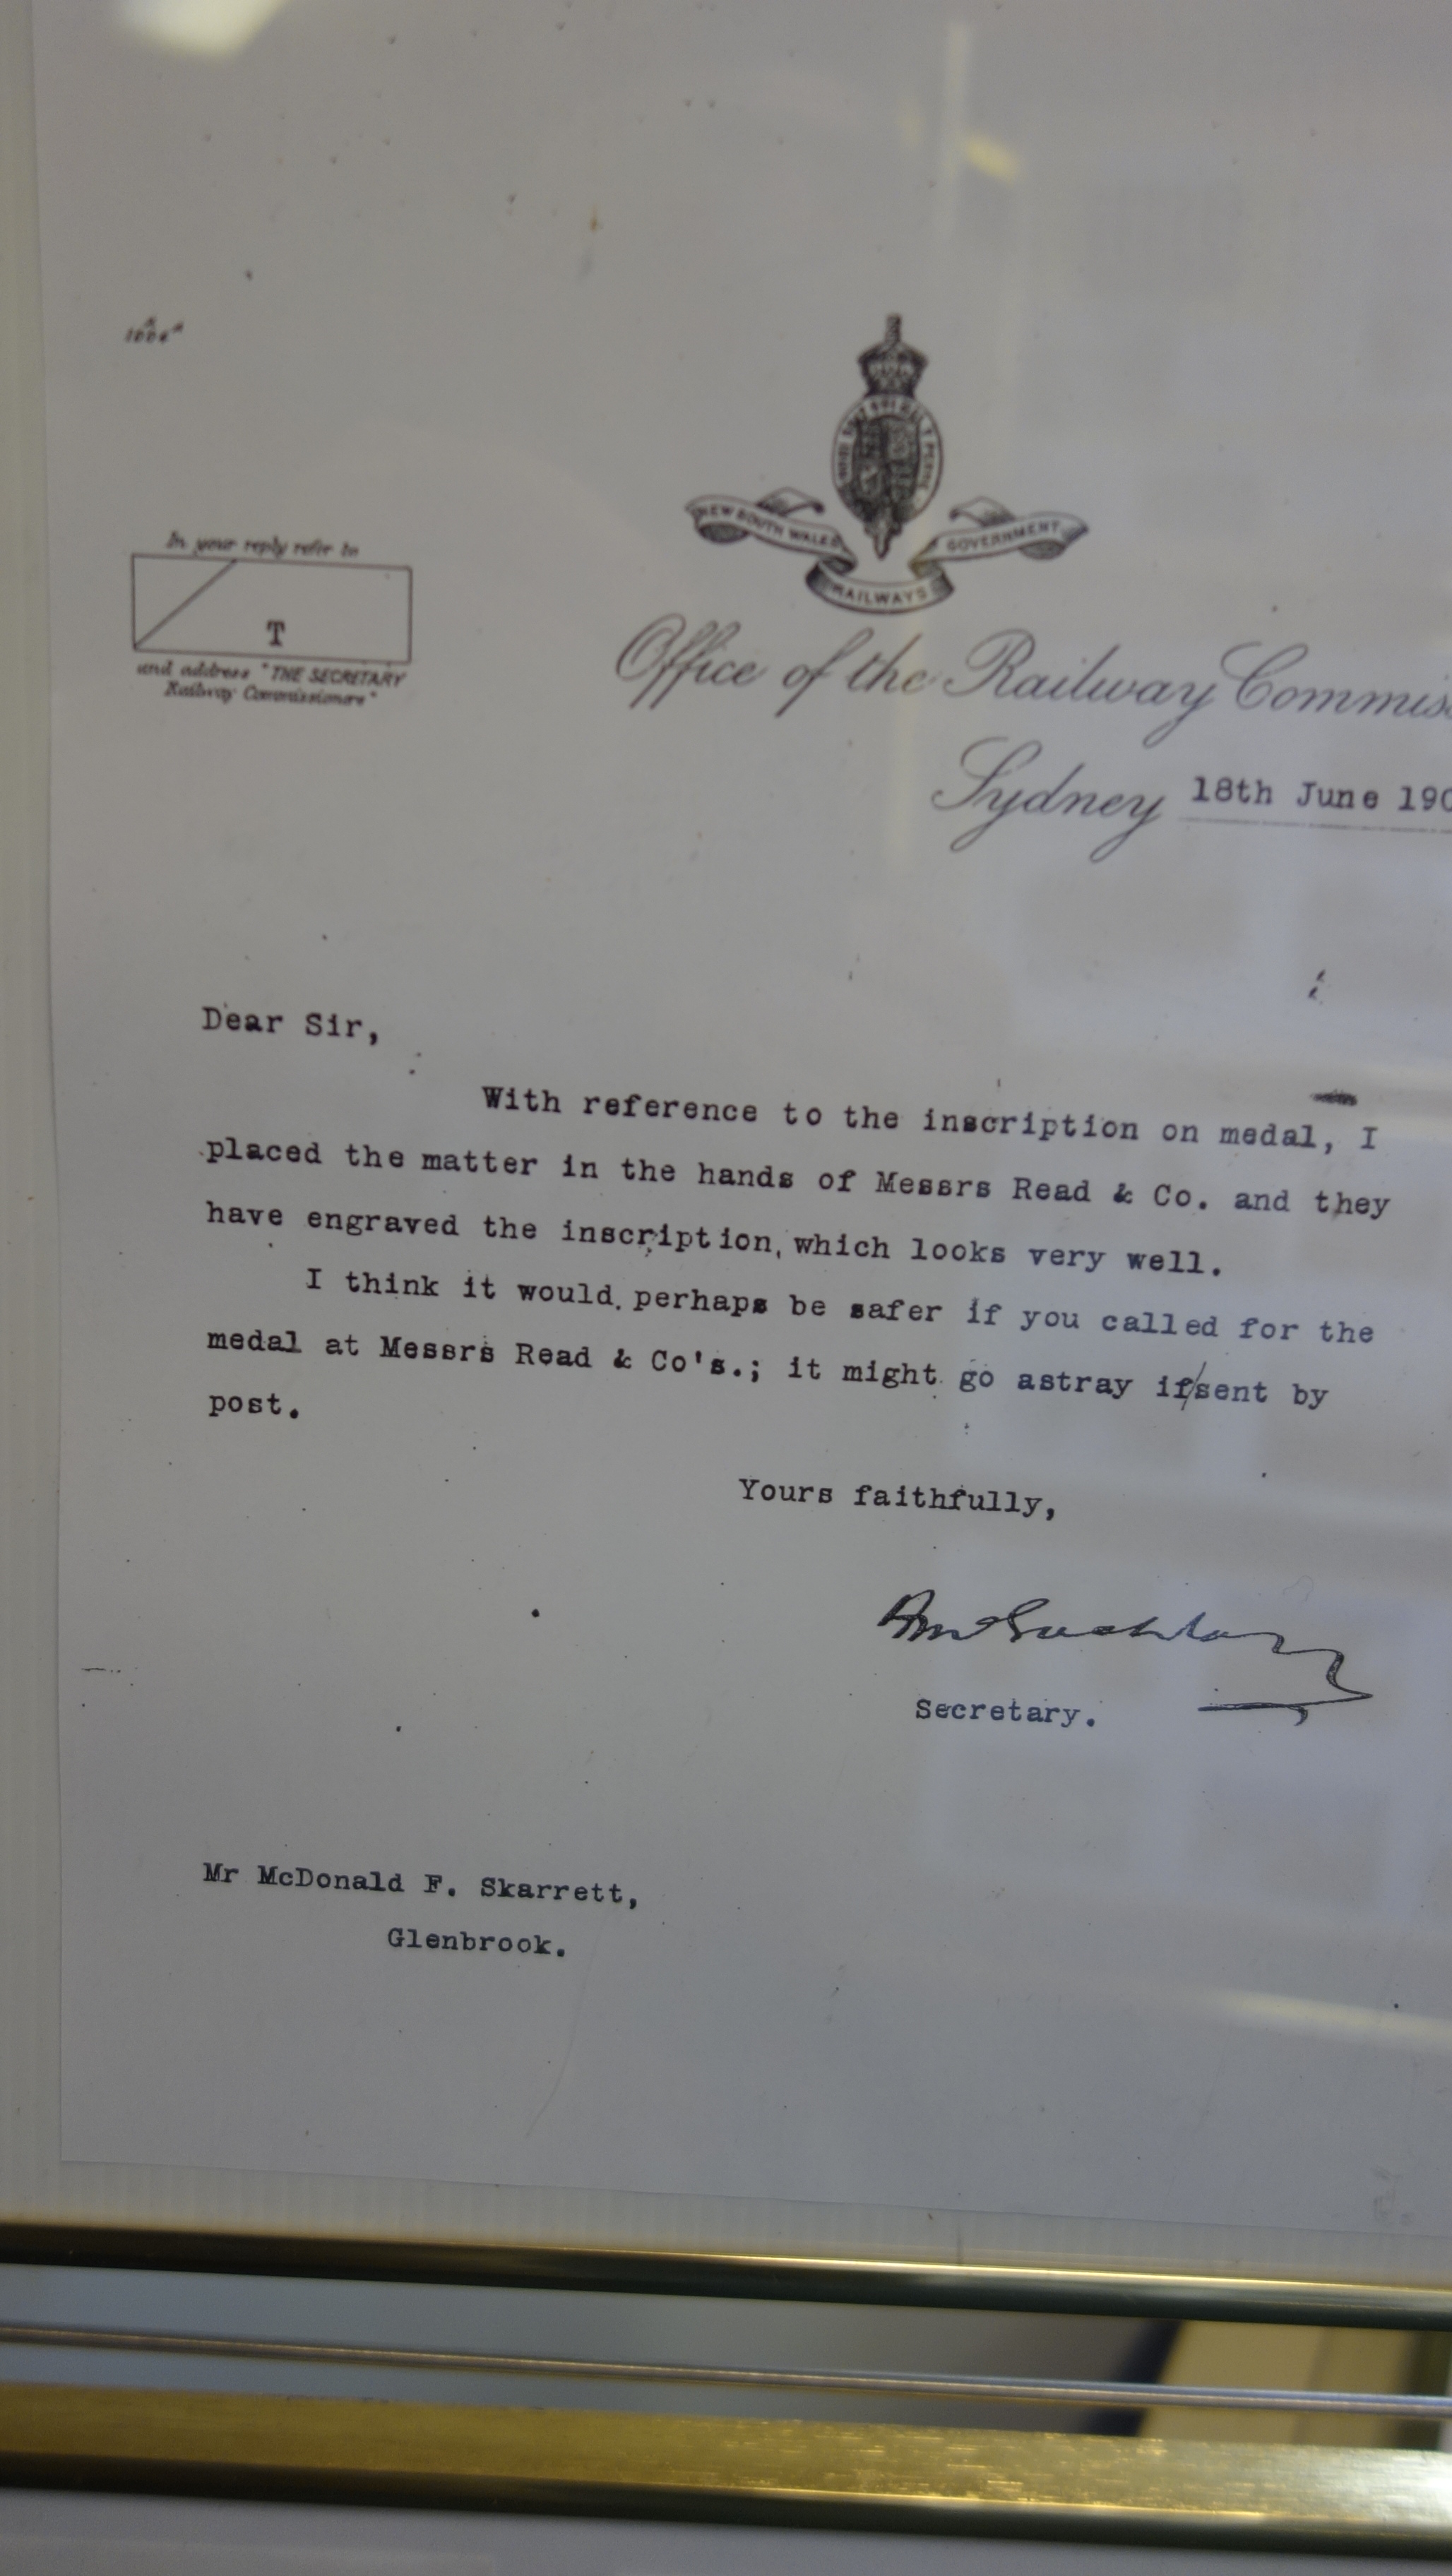 NEW SOUTH WALES GOVERNMENT
RAILWAYS
In your reply refer to
T
and address "THE SECRETARY
Railway Commissioners"
Office of the Railway Commis
Sydney 18th June 190
Dear Sir,
With reference to the inscription on medal, I
placed the matter in the hands of Messrs Read & Co. and they
have engraved the inscription, which looks very well.
I think it would perhaps be safer if you called for the
medal at Messrs Read & Co's.; it might go astray if/sent by
post.
Yours faithfully,
Secretary.
Mr McDonald F. Skarrett,
Glenbrook.